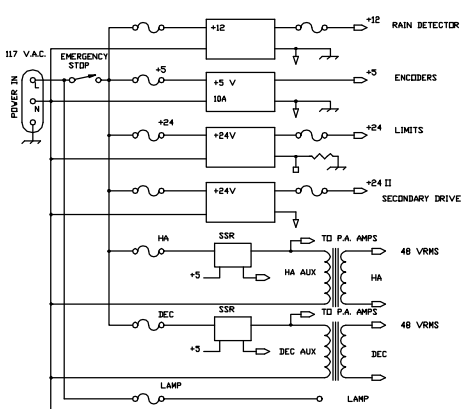 +12
+12
RAIN DETECTOR
117 V.A.C.
EMERGENCY
STOP
POWER IN
L
N
+5
+5 V
10A
+5
ENCODERS
+24
+24V
+24
LIMITS
+24V
+24 II
SECONDARY DRIVE
HA
SSR
TO P.A. AMPS
48 VRMS
+5
HA AUX
HA
DEC
SSR
TO P.A. AMPS
48 VRMS
+5
DEC AUX
DEC
LAMP
LAMP